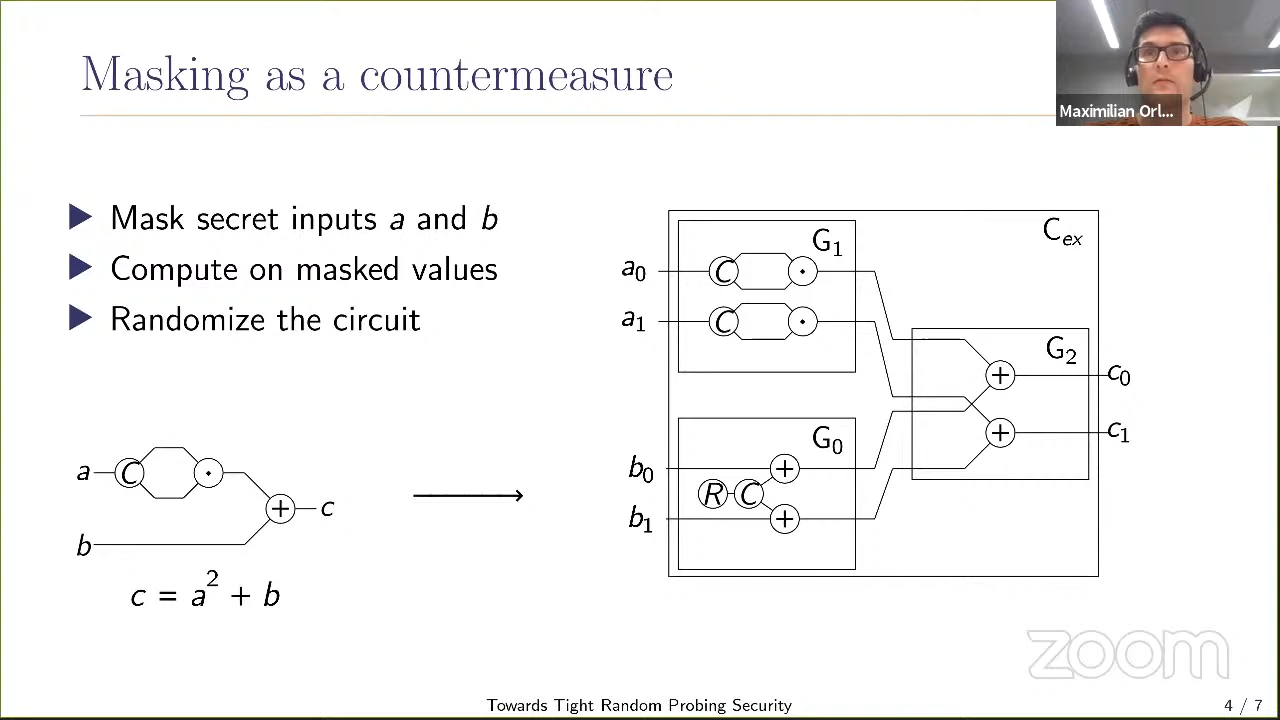 Masking as a countermeasure
Maximilian Orl...
▶ Mask secret inputs a and b
▶ Compute on masked values
▶ Randomize the circuit
a C · + c
b
c = a² + b
C_ex
G₁
a₀ C ·
a₁ C ·
G₂
+ c₀
+ c₁
G₀
b₀ +
R C
b₁ +
zoom
Towards Tight Random Probing Security
4 / 7